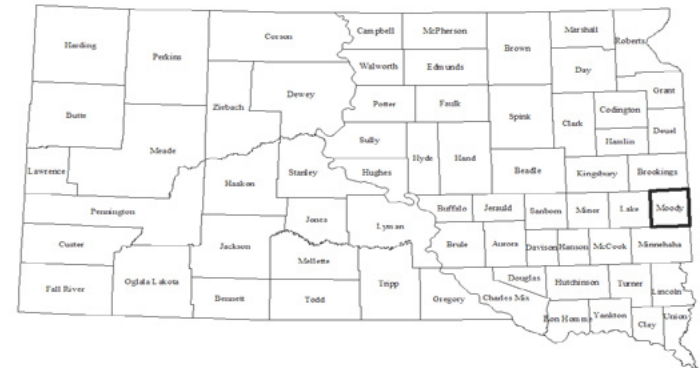 Harding
Perkins
Corson
Campbell
McPherson
Brown
Marshall
Roberts
Walworth
Edmunds
Day
Grant
Butte
Ziebach
Dewey
Potter
Faulk
Spink
Clark
Codington
Hamlin
Deuel
Meade
Sully
Hyde
Hand
Beadle
Kingsbury
Brookings
Lawrence
Haakon
Stanley
Hughes
Pennington
Jones
Lyman
Buffalo
Jerauld
Sanborn
Miner
Lake
Moody
Custer
Jackson
Mellette
Brule
Aurora
Davison
Hanson
McCook
Minnehaha
Fall River
Oglala Lakota
Bennett
Todd
Tripp
Gregory
Charles Mix
Douglas
Hutchinson
Turner
Lincoln
Bon Homme
Yankton
Clay
Union